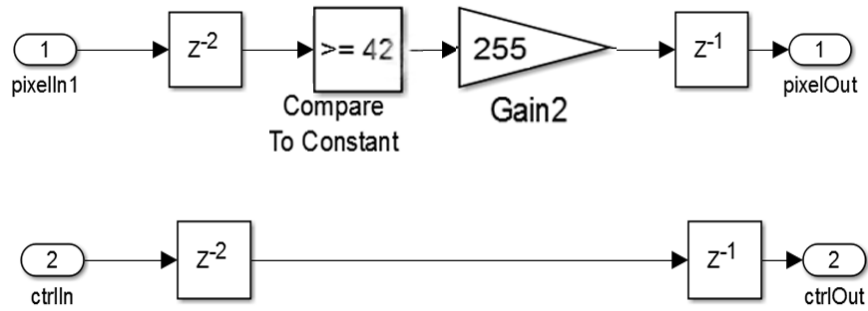 1
pixelIn1
z-2
>= 42
Compare
To Constant
255
Gain2
z-1
1
pixelOut
2
ctrlIn
z-2
z-1
2
ctrlOut